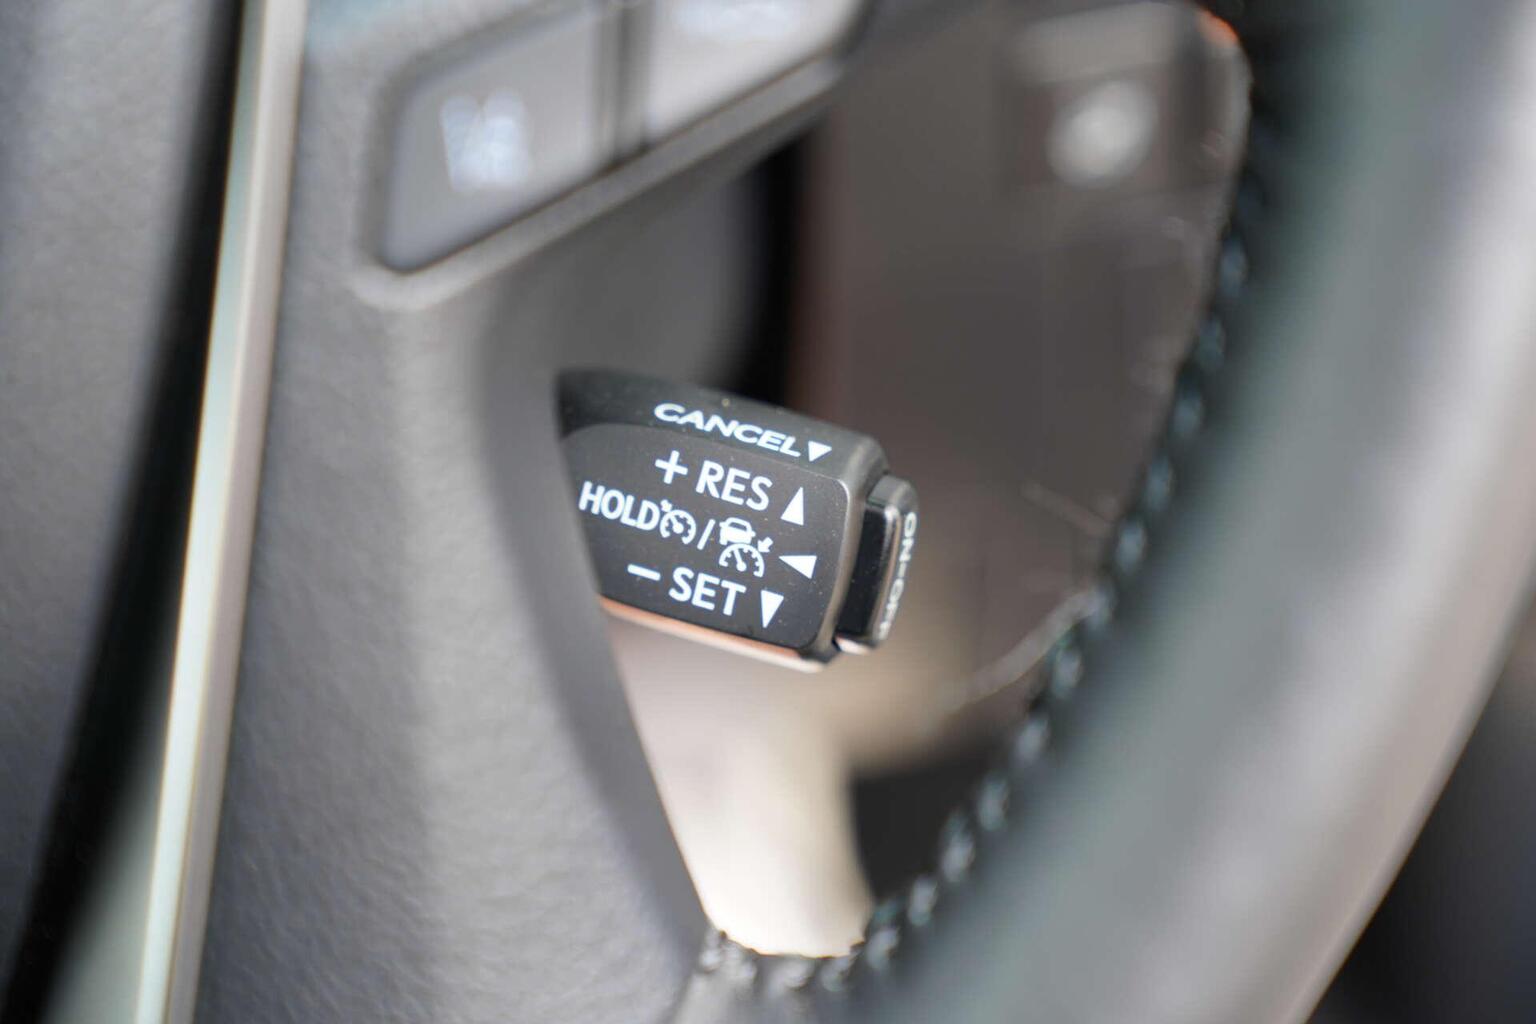 CANCEL▼
+ RES ▲
HOLD / ◀
− SET ▼
ON-OFF